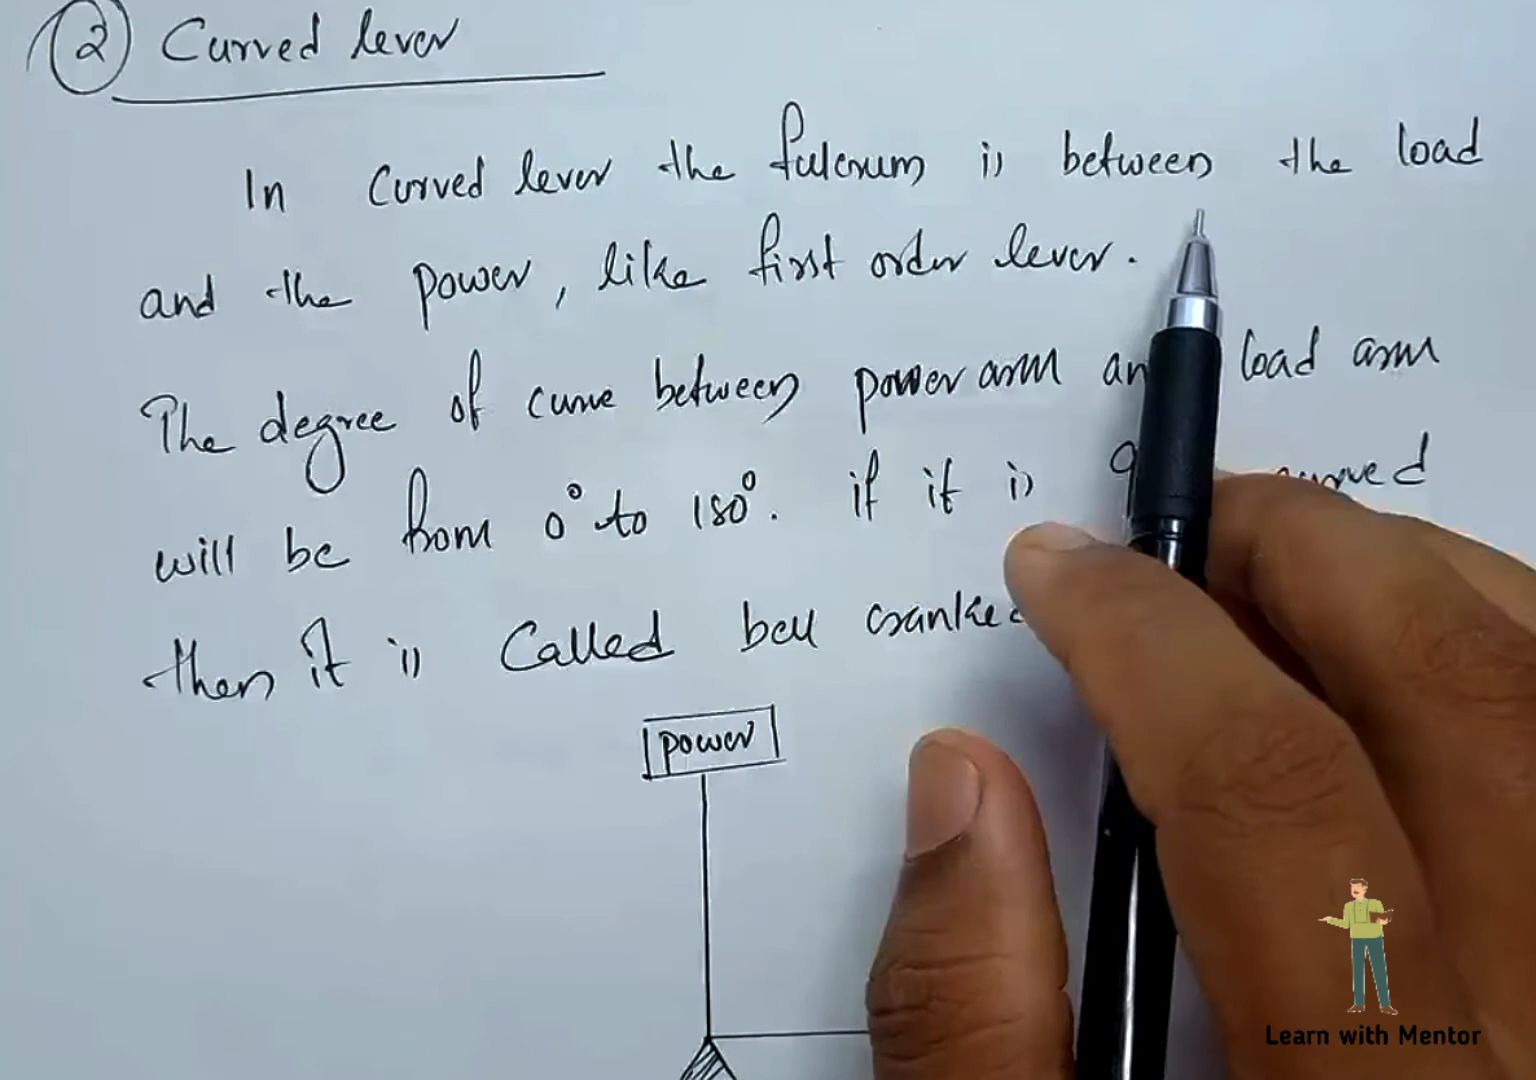 2 Curved lever
In curved lever the fulcrum is between the load
and the power, like first order lever.
The degree of curve between power arm load arm
will be from 0° to 180°. if it is curved
then it is called bell
power
Learn with Mentor